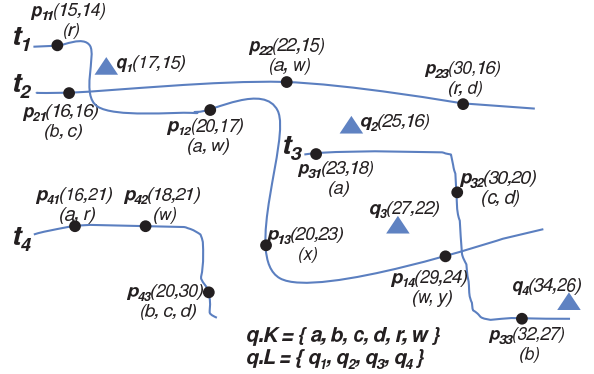 p11(15,14)
(r)
t1
q1(17,15)
p22(22,15)
(a, w)
p23(30,16)
(r, d)
t2
p21(16,16)
(b, c)
p12(20,17)
(a, w)
q2(25,16)
t3
p31(23,18)
(a)
p32(30,20)
(c, d)
p41(16,21)
(a, r)
p42(18,21)
(w)
q3(27,22)
t4
p13(20,23)
(x)
p14(29,24)
(w, y)
q4(34,26)
p43(20,30)
(b, c, d)
p33(32,27)
(b)
q.K = { a, b, c, d, r, w }
q.L = { q1, q2, q3, q4 }